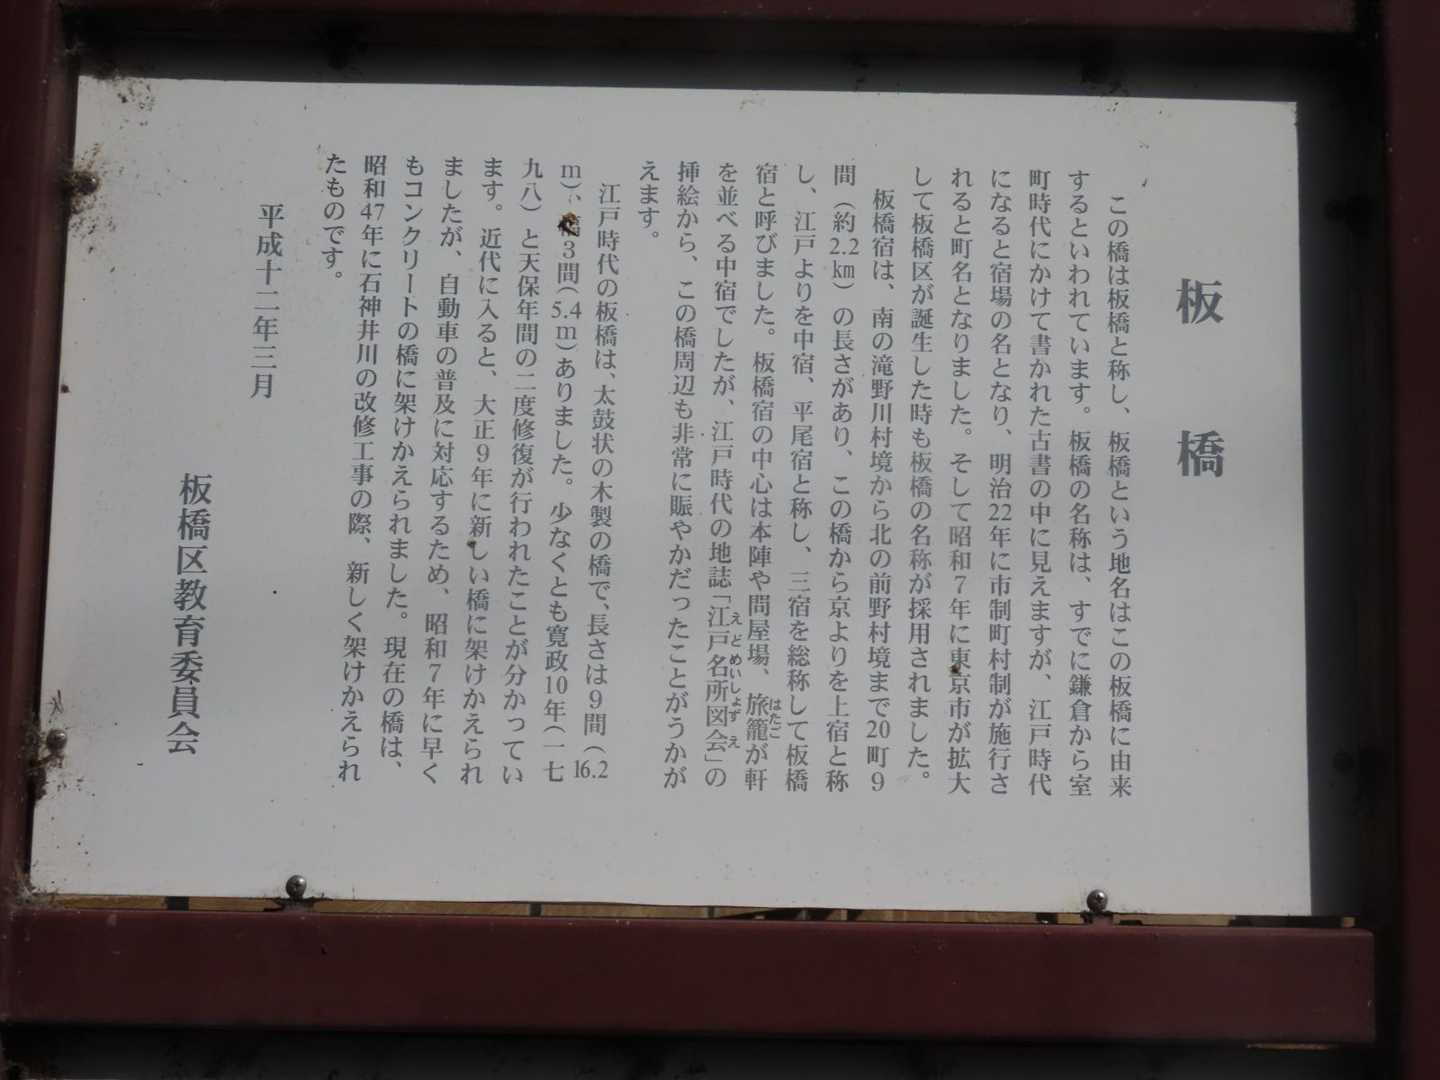 板橋
この橋は板橋と称し、板橋という地名はこの板橋に由来
するといわれています。板橋の名称は、すでに鎌倉から室
町時代にかけて書かれた古書の中に見えますが、江戸時代
になると宿場の名となり、明治22年に市制町村制が施行さ
れると町名となりました。そして昭和7年に東京市が拡大
して板橋区が誕生した時も板橋の名称が採用されました。
板橋宿は、南の滝野川村境から北の前野村境まで20町9
間（約2.2㎞）の長さがあり、この橋から京よりを上宿と称
し、江戸よりを中宿、平尾宿と称し、三宿を総称して板橋
宿と呼びました。板橋宿の中心は本陣や問屋場、旅籠が軒
はたご
を並べる中宿でしたが、江戸時代の地誌「江戸名所図会」の
えどめいしょずえ
挿絵から、この橋周辺も非常に賑やかだったことがうかが
えます。
江戸時代の板橋は、太鼓状の木製の橋で、長さは9間（16.2
m）、幅3間（5.4m）ありました。少なくとも寛政10年（一七
九八）と天保年間の二度修復が行われたことが分かってい
ます。近代に入ると、大正9年に新しい橋に架けかえられ
ましたが、自動車の普及に対応するため、昭和7年に早く
もコンクリートの橋に架けかえられました。現在の橋は、
昭和47年に石神井川の改修工事の際、新しく架けかえられ
たものです。
平成十二年三月
板橋区教育委員会